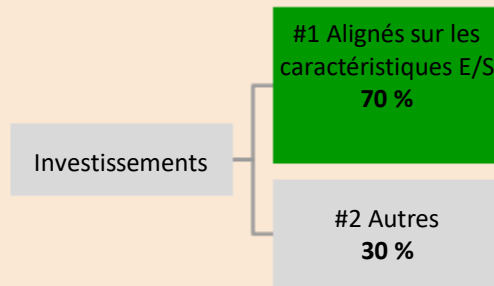 #1 Alignés sur les
caractéristiques E/S
70 %
Investissements
#2 Autres
30 %